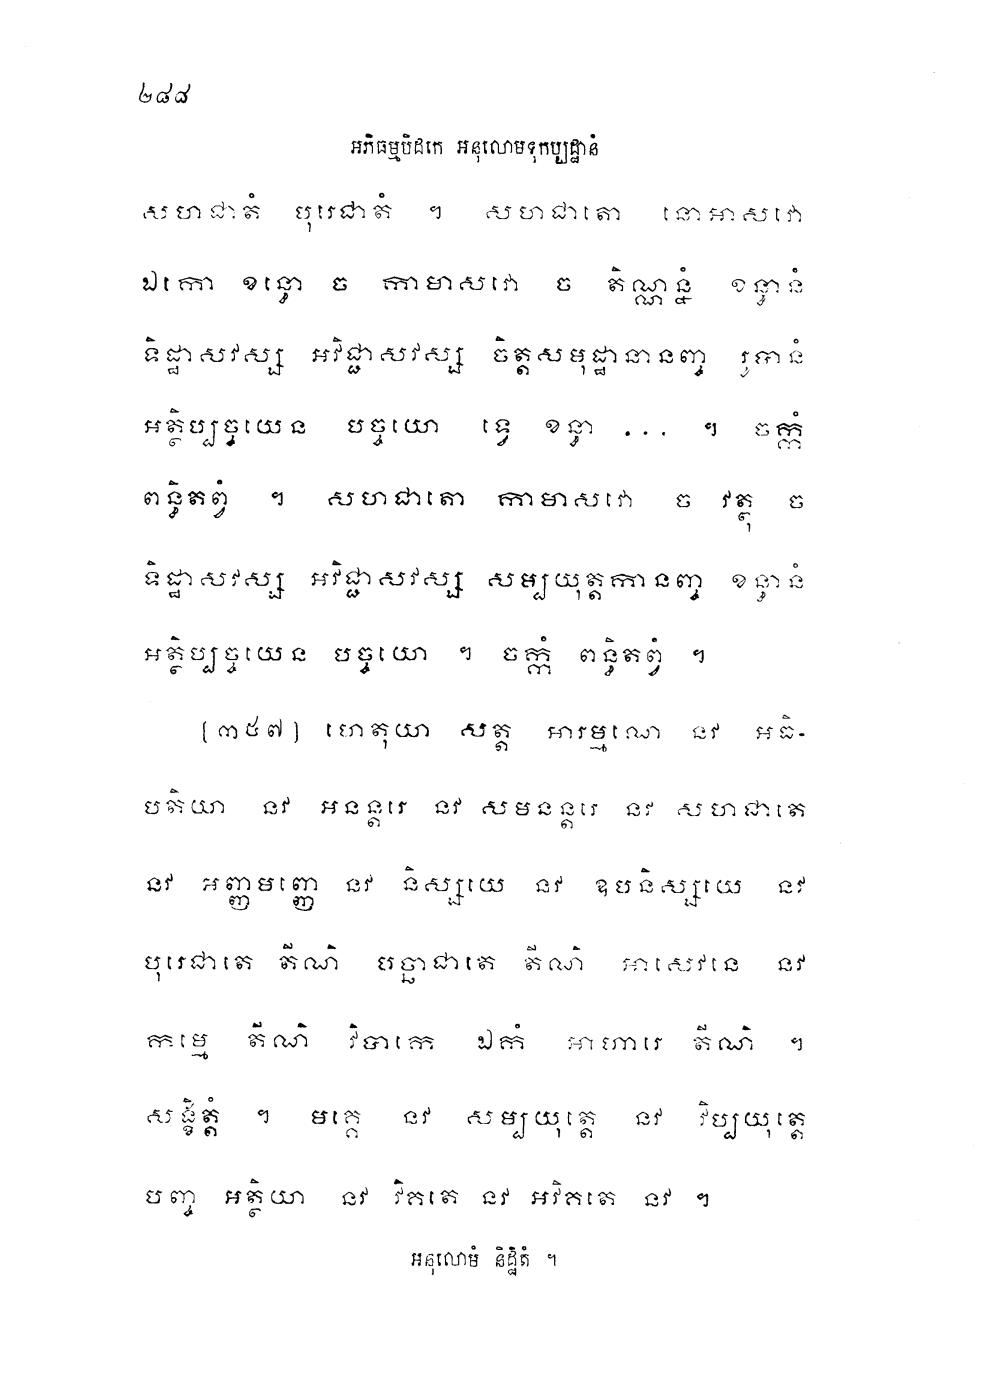 ២៨៨
អភិធម្មបិដកេ អនុលោមទុកប្បដ្ឋានំ
សហជាតំ បុរេជាតំ ។ សហជាតោ នោអាសវោ
ឯកោ ខន្ធោ ច កាមាសវោ ច តិណ្ណន្នំ ខន្ធានំ
ទិដ្ឋាសវស្ស អវិជ្ជាសវស្ស ចិត្តសមុដ្ឋានានញ្ច រូបានំ
អត្ថិប្បច្ចយេន បច្ចយោ ទ្វេ ខន្ធា ... ។ ចក្កំ
ពន្ធិតព្វំ ។ សហជាតោ កាមាសវោ ច វត្ថុ ច
ទិដ្ឋាសវស្ស អវិជ្ជាសវស្ស សម្បយុត្តកានញ្ច ខន្ធានំ
អត្ថិប្បច្ចយេន បច្ចយោ ។ ចក្កំ ពន្ធិតព្វំ ។
[៣៥៧] ហេតុយា សត្ត អារម្មណេ នវ អធិ-
បតិយា នវ អនន្តរេ នវ សមនន្តរេ នវ សហជាតេ
នវ អញ្ញមញ្ញេ នវ និស្សយេ នវ ឧបនិស្សយេ នវ
បុរេជាតេ តីណិ បច្ឆាជាតេ តីណិ អាសេវនេ នវ
កម្មេ តីណិ វិបាកេ ឯកំ អាហារេ តីណិ ។
សង្ខិត្តំ ។ មគ្គេ នវ សម្បយុត្តេ នវ វិប្បយុត្តេ
បញ្ច អត្ថិយា នវ វិគតេ នវ អវិគតេ នវ ។
អនុលោមំ និដ្ឋិតំ ។